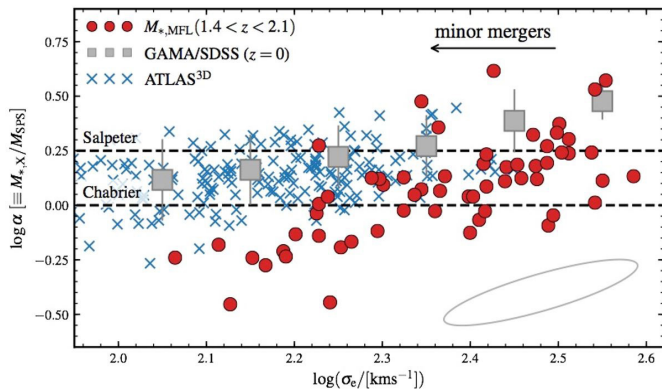 M*,MFL(1.4 < z < 2.1)
GAMA/SDSS (z = 0)
ATLAS3D
minor mergers
Salpeter
Chabrier
0.75
0.50
0.25
0.00
−0.25
−0.50
log α [≡ M*,X/MSPS]
2.0 2.1 2.2 2.3 2.4 2.5 2.6
log(σe/[kms−1])